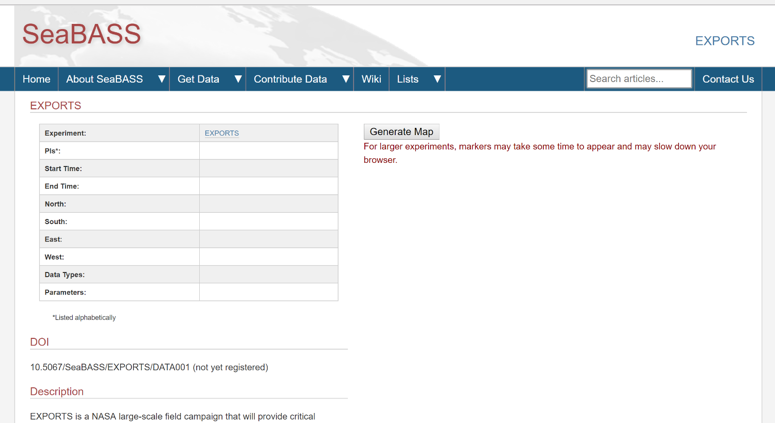 SeaBASS
EXPORTS
Home
About SeaBASS ▼
Get Data ▼
Contribute Data ▼
Wiki
Lists ▼
Search articles...
Contact Us
EXPORTS
Experiment: EXPORTS
PIs*:
Start Time:
End Time:
North:
South:
East:
West:
Data Types:
Parameters:
*Listed alphabetically
Generate Map
For larger experiments, markers may take some time to appear and may slow down your
browser.
DOI
10.5067/SeaBASS/EXPORTS/DATA001 (not yet registered)
Description
EXPORTS is a NASA large-scale field campaign that will provide critical